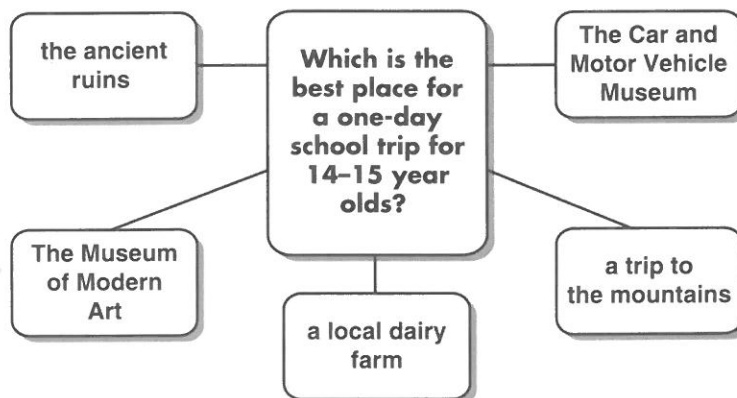 the ancient
ruins
Which is the
best place for
a one-day
school trip for
14–15 year
olds?
The Car and
Motor Vehicle
Museum
The Museum
of Modern
Art
a local dairy
farm
a trip to
the mountains